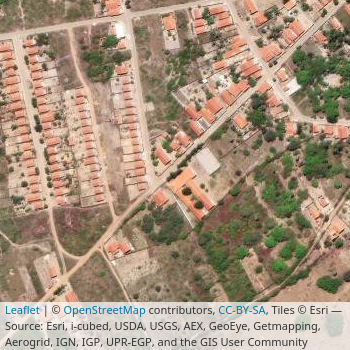 Leaflet | © OpenStreetMap contributors, CC-BY-SA, Tiles © Esri —
Source: Esri, i-cubed, USDA, USGS, AEX, GeoEye, Getmapping,
Aerogrid, IGN, IGP, UPR-EGP, and the GIS User Community